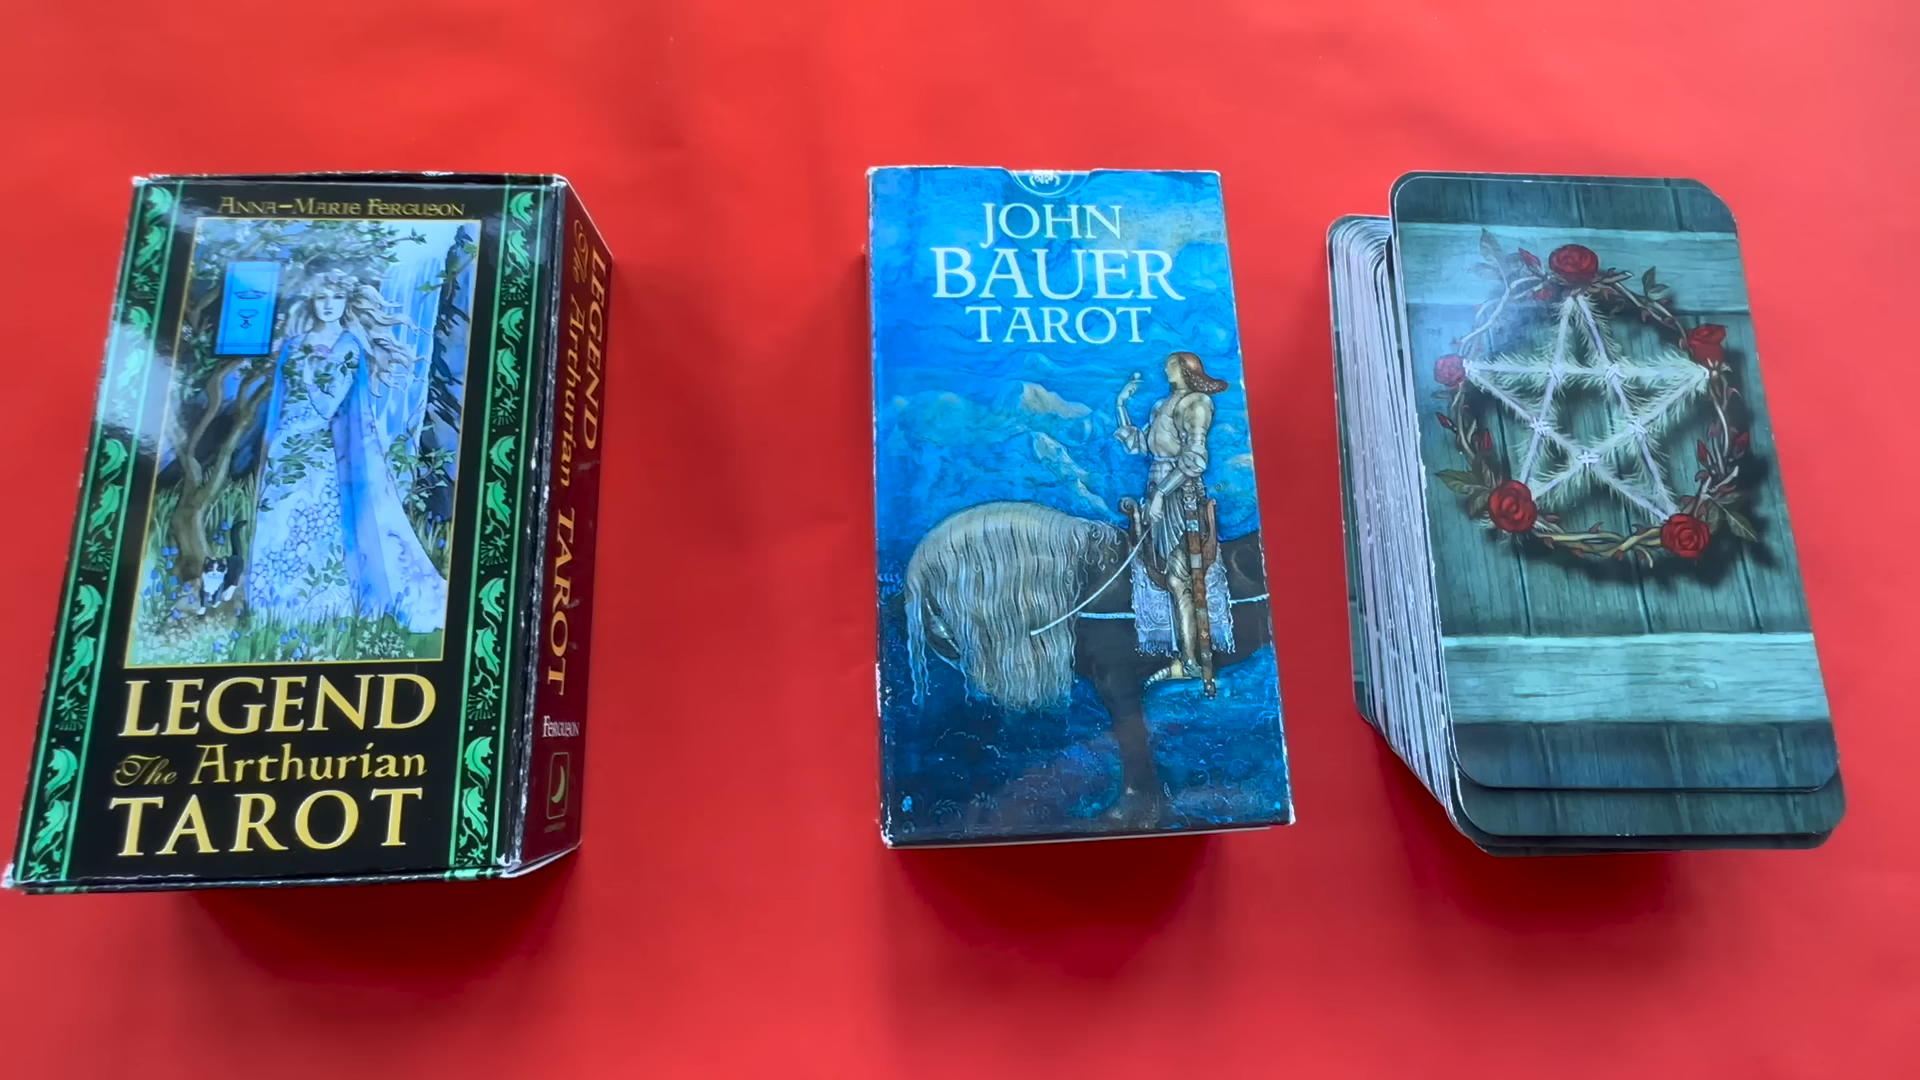 ANNA-MARIE FERGUSON
LEGEND
The Arthurian
TAROT
LEGEND
The Arthurian TAROT
FERGUSON
JOHN
BAUER
TAROT